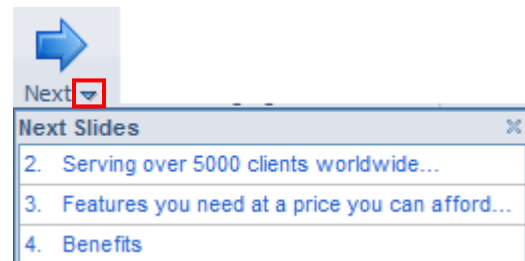 Next
Next Slides
2. Serving over 5000 clients worldwide...
3. Features you need at a price you can afford...
4. Benefits